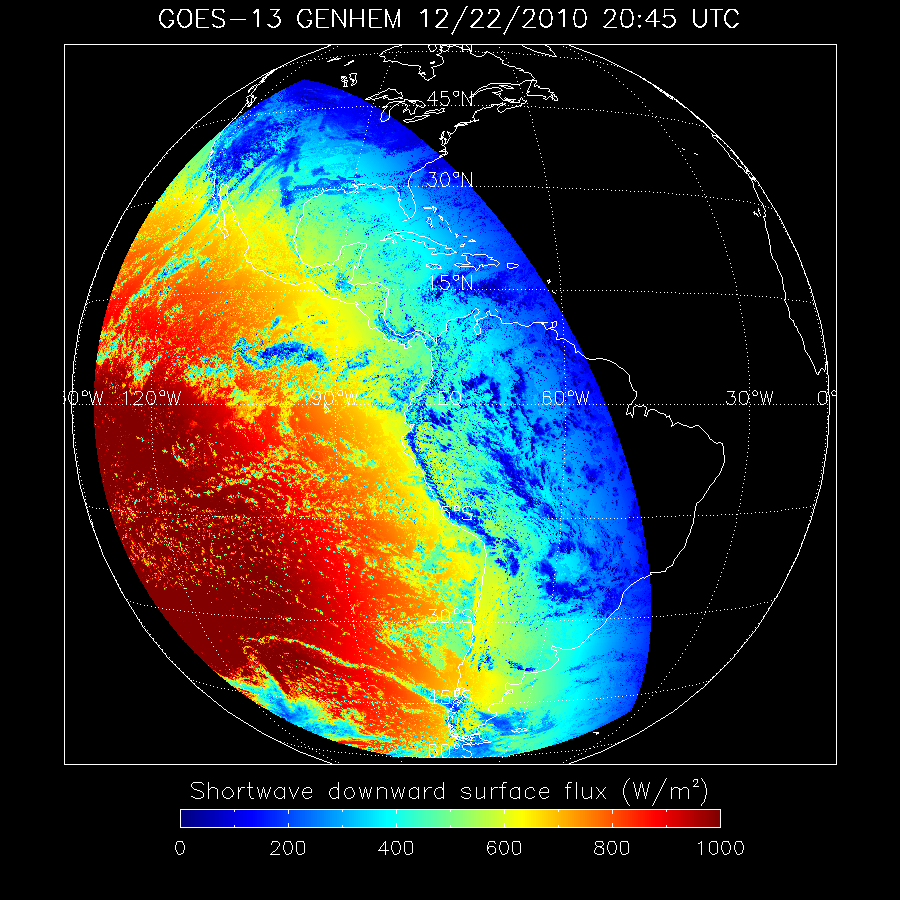 GOES-13 GENHEM 12/22/2010 20:45 UTC
45°N
30°N
15°N
120°W 90°W 60°W 30°W 0°
30°S
45°S
Shortwave downward surface flux (W/m²)
0 200 400 600 800 1000